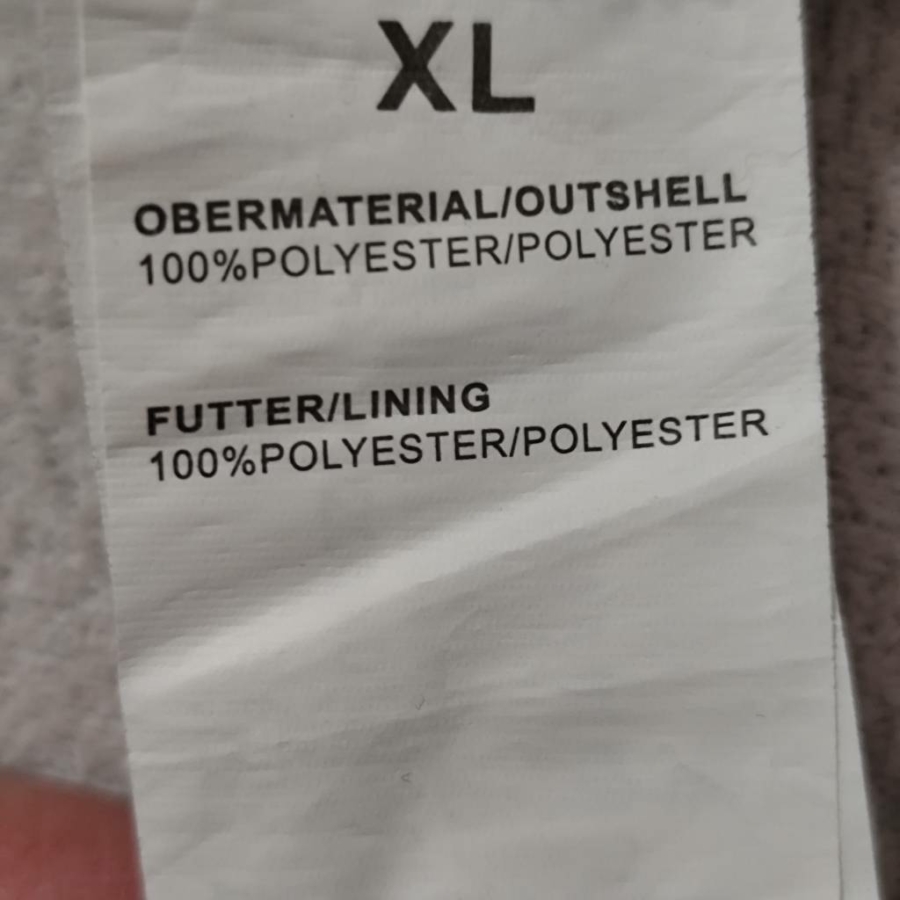 XL
OBERMATERIAL/OUTSHELL
100%POLYESTER/POLYESTER
FUTTER/LINING
100%POLYESTER/POLYESTER